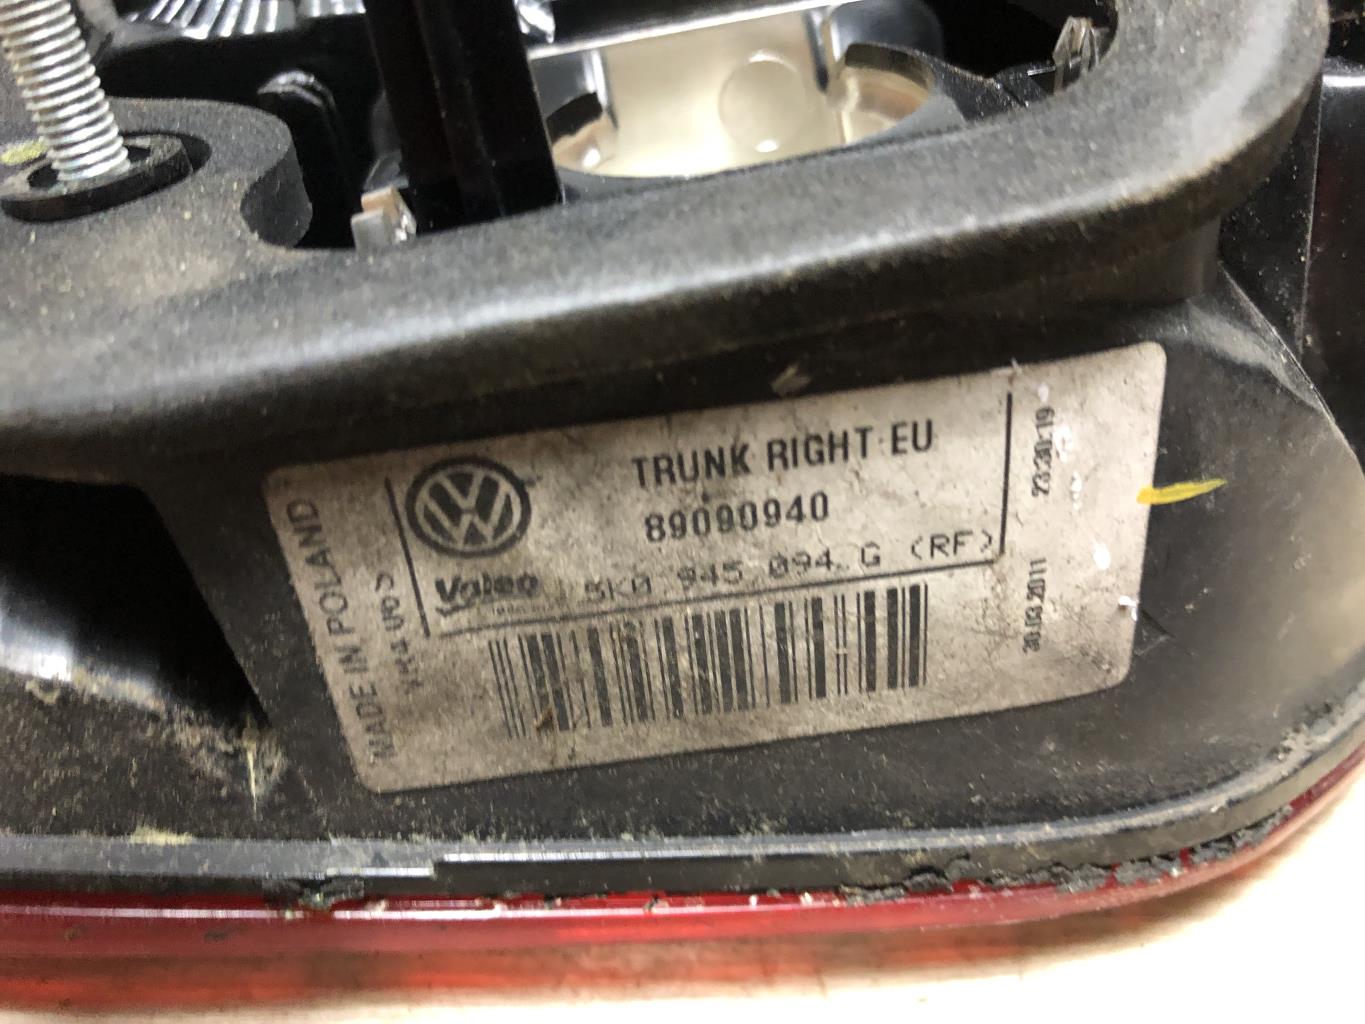 TRUNK RIGHT EU
89090940
Valeo 5K0 945 094 G <RF>
MADE IN POLAND
23:30:19
30.03.2011